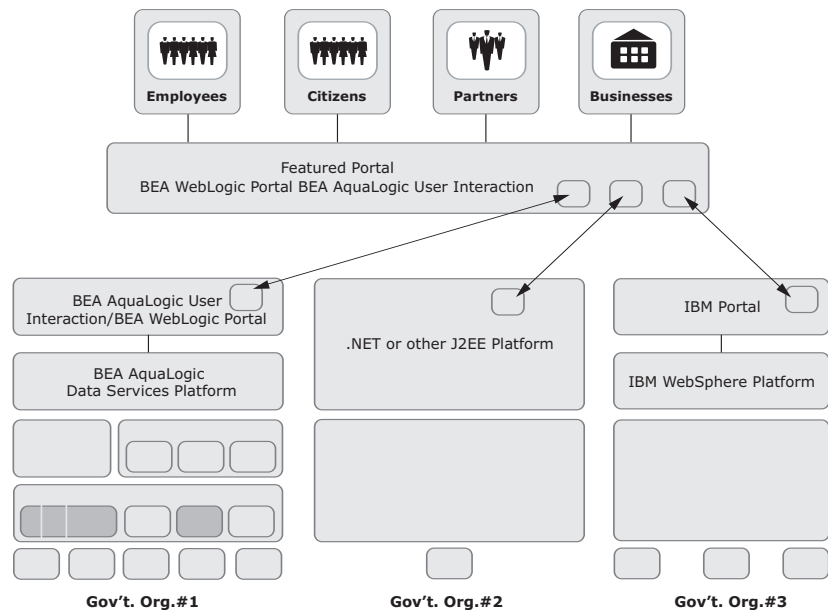 Employees
Citizens
Partners
Businesses
Featured Portal
BEA WebLogic Portal BEA AquaLogic User Interaction
BEA AquaLogic User
Interaction/BEA WebLogic Portal
.NET or other J2EE Platform
IBM Portal
BEA AquaLogic
Data Services Platform
IBM WebSphere Platform
Gov't. Org.#1
Gov't. Org.#2
Gov't. Org.#3